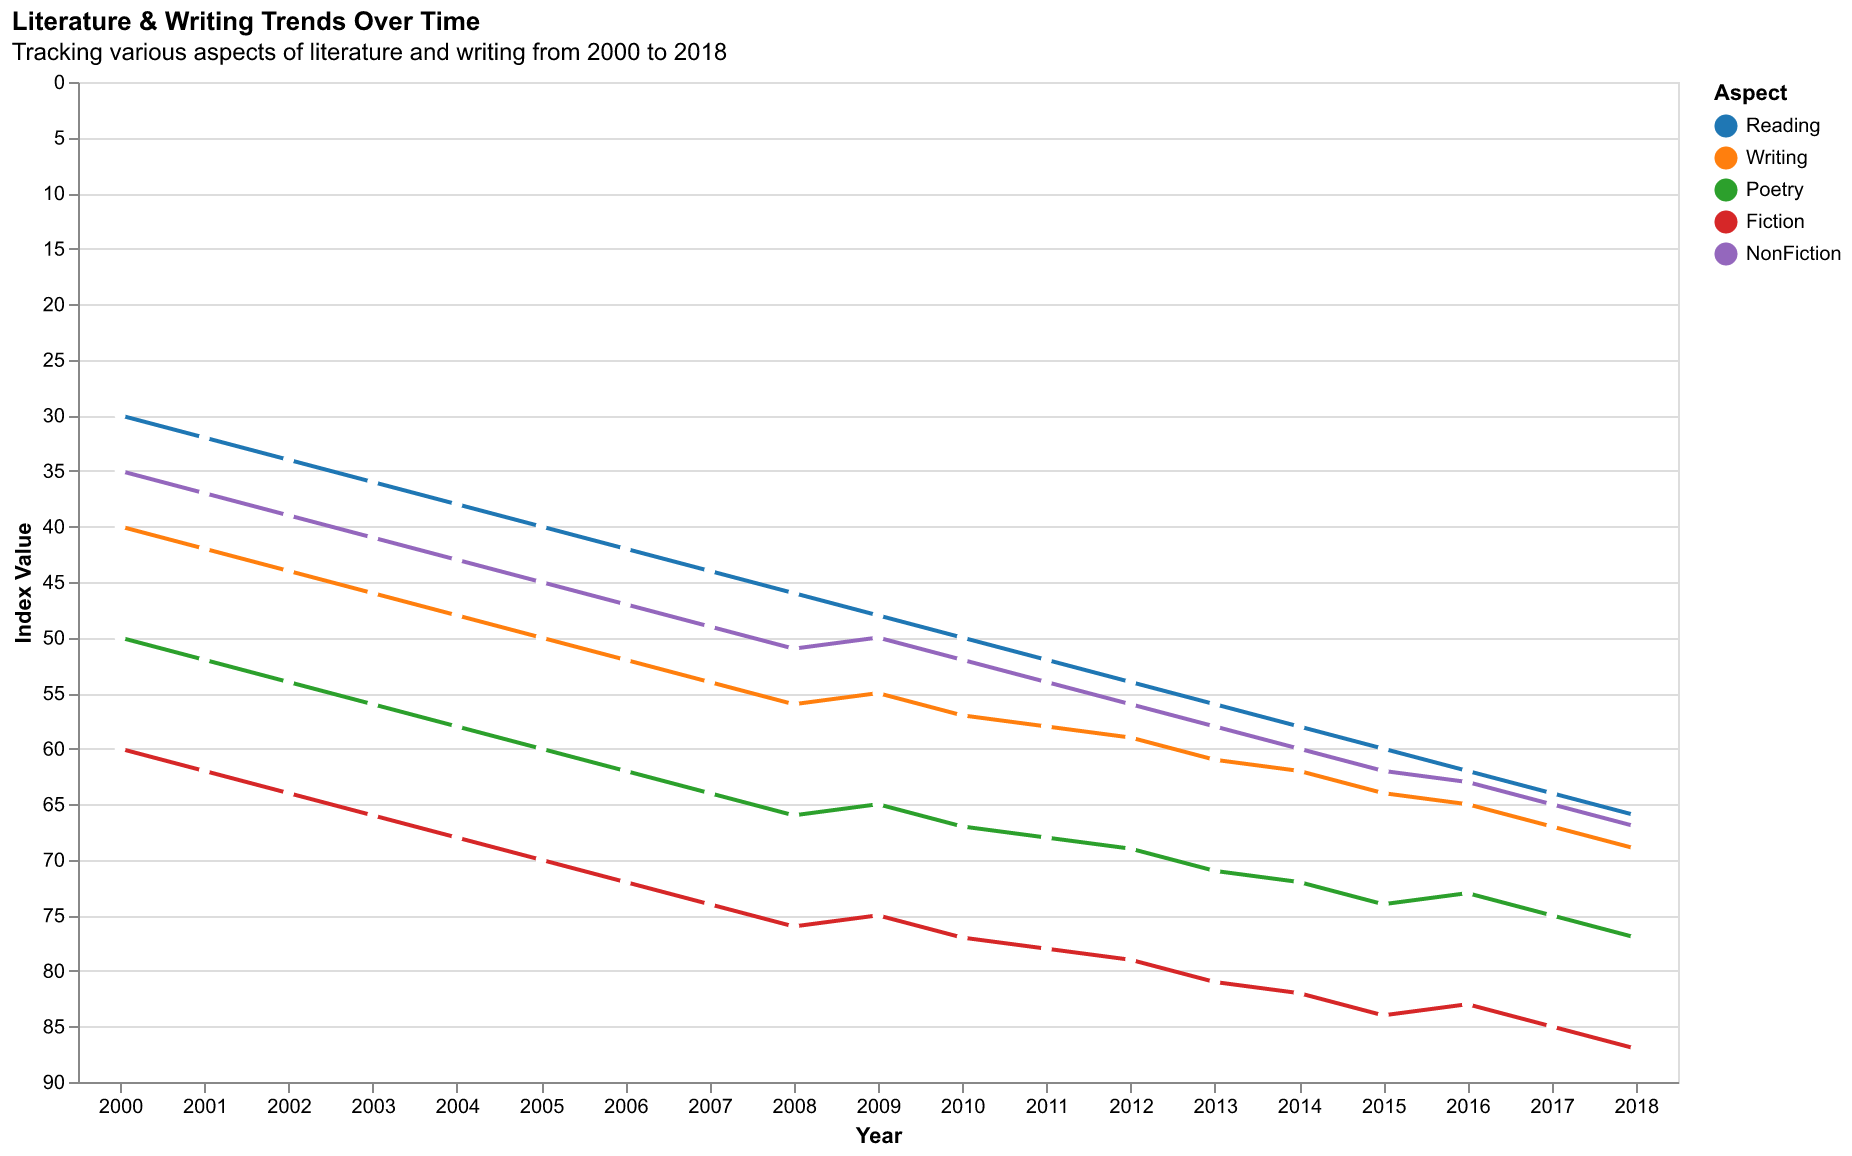 Literature & Writing Trends Over Time
Tracking various aspects of literature and writing from 2000 to 2018
0
5
10
15
20
25
30
35
40
45
50
55
60
65
70
75
80
85
90
Index Value
2000 2001 2002 2003 2004 2005 2006 2007 2008 2009 2010 2011 2012 2013 2014 2015 2016 2017 2018
Year
Aspect
Reading
Writing
Poetry
Fiction
NonFiction